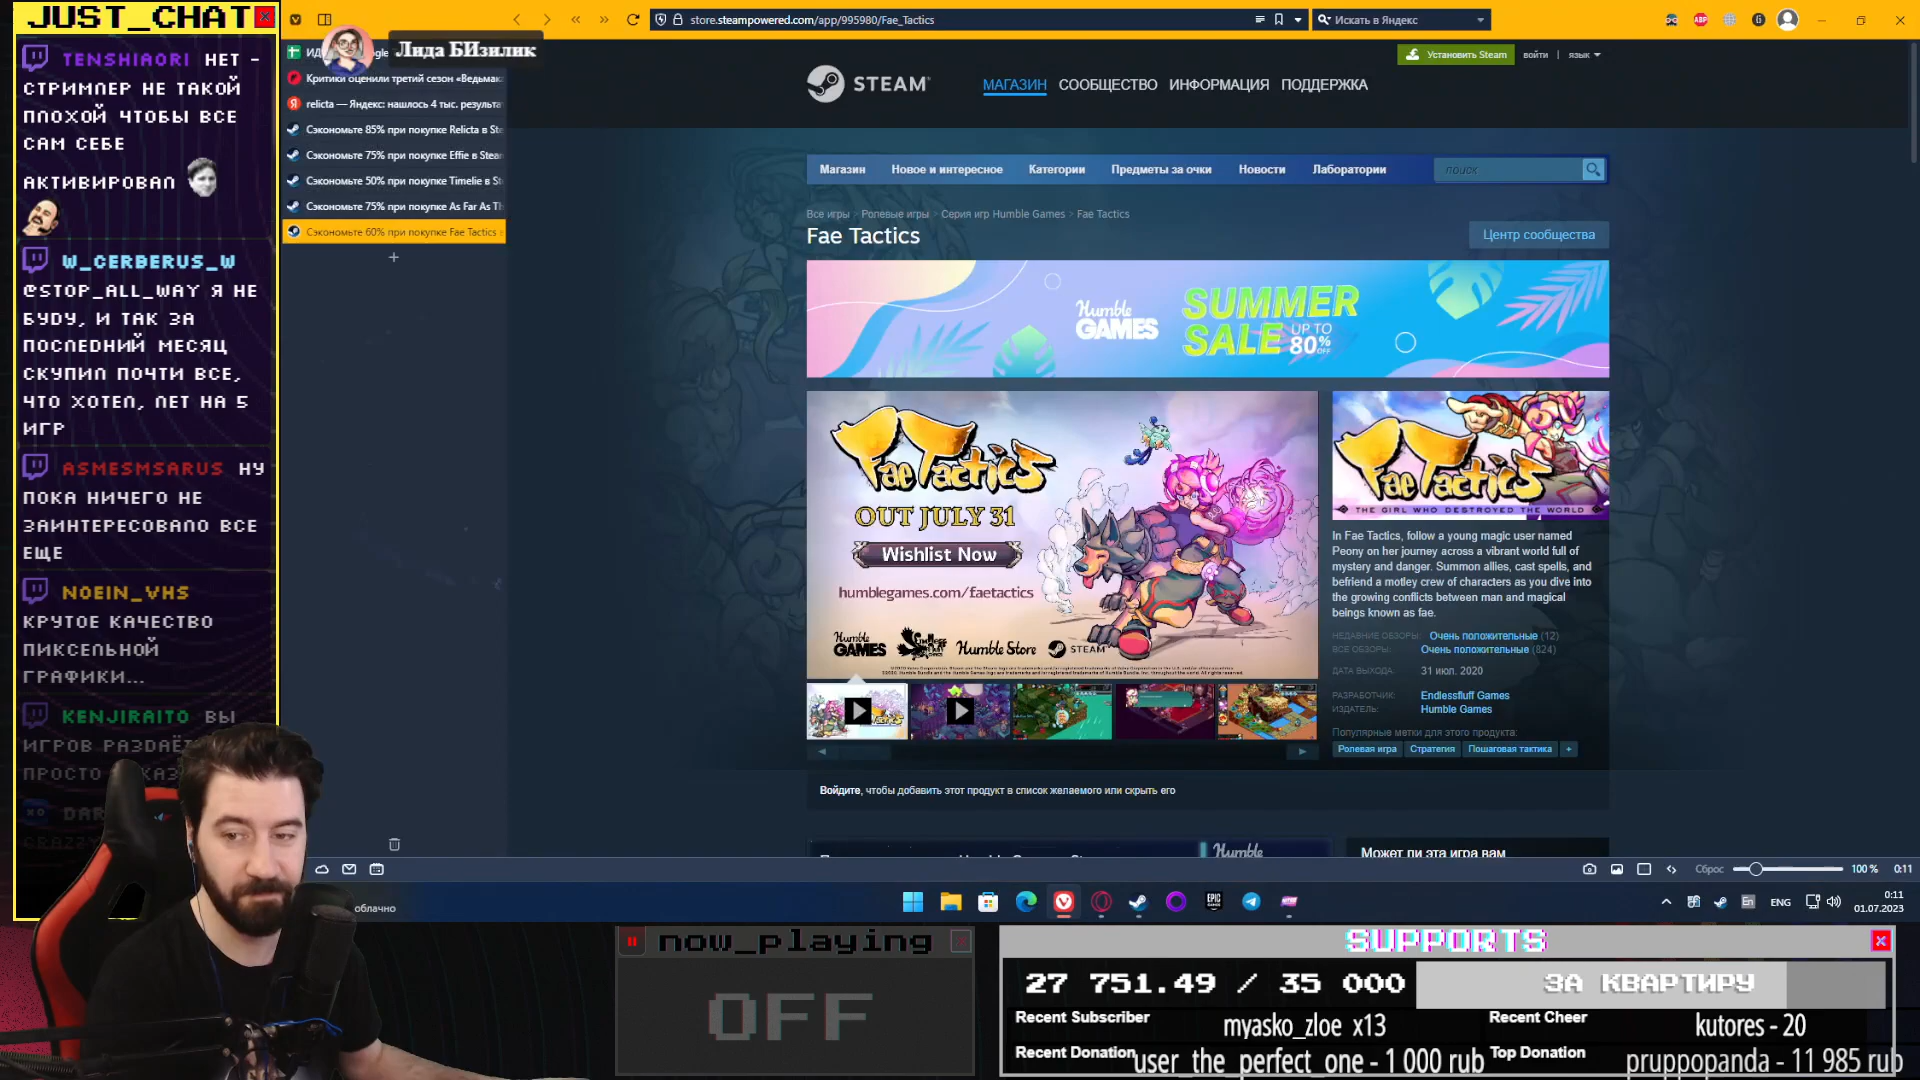 JUST_CHAT
TENSHIAORI НЕТ -
СТРИМЛЕР НЕ ТАКОЙ
ПЛОХОЙ ЧТОБЫ ВСЕ
САМ СЕБЕ
АКТИВИРОВАЛ
W_CERBERUS_W
@STOP_ALL_WAY Я НЕ
БУДУ, И ТАК ЗА
ПОСЛЕДНИЙ МЕСЯЦ
СКУПИЛ ПОЧТИ ВСЕ,
ЧТО ХОТЕЛ, ЛЕТ НА 5
ИГР
ASMESMSARUS НУ
ПОКА НИЧЕГО НЕ
ЗАИНТЕРЕСОВАЛО ВСЕ
ЕЩЕ
NOEIN_VHS
КРУТОЕ КАЧЕСТВО
ПИКСЕЛЬНОЙ
ГРАФИКИ...
KENJIRAITO ВЫ
ИГРОВ РАЗДАЁТ
ПРОСТО
Лида БИзилик
Критики оценили третий сезон «Ведьмак
relicta — Яндекс: нашлось 4 тыс. результа
Сэкономьте 85% при покупке Relicta в Ste
Сэкономьте 75% при покупке Effie в Stear
Сэкономьте 50% при покупке Timelie в St
Сэкономьте 75% при покупке As Far As Th
Сэкономьте 60% при покупке Fae Tactics
store.steampowered.com/app/995980/Fae_Tactics
Искать в Яндекс
Установить Steam
войти | язык
STEAM
МАГАЗИН СООБЩЕСТВО ИНФОРМАЦИЯ ПОДДЕРЖКА
Магазин Новое и интересное Категории Предметы за очки Новости Лаборатории поиск
Все игры > Ролевые игры > Серия игр Humble Games > Fae Tactics
Fae Tactics
Центр сообщества
Humble GAMES
SUMMER SALE UP TO 80% OFF
Fae Tactics
OUT JULY 31
Wishlist Now
humblegames.com/faetactics
Humble GAMES
Humble Store
STEAM
Fae Tactics
THE GIRL WHO DESTROYED THE WORLD
In Fae Tactics, follow a young magic user named
Peony on her journey across a vibrant world full of
mystery and danger. Summon allies, cast spells, and
befriend a motley crew of characters as you dive into
the growing conflicts between man and magical
beings known as fae.
НЕДАВНИЕ ОБЗОРЫ: Очень положительные (12)
ВСЕ ОБЗОРЫ: Очень положительные (824)
ДАТА ВЫХОДА: 31 июл. 2020
РАЗРАБОТЧИК: Endlessfluff Games
ИЗДАТЕЛЬ: Humble Games
Популярные метки для этого продукта:
Ролевая игра Стратегия Пошаговая тактика +
Войдите, чтобы добавить этот продукт в список желаемого или скрыть его
Humble
Может ли эта игра вам
Сброс 100 % 0:11
облачно
ENG
0:11
01.07.2023
now_playing
OFF
SUPPORTS
27 751.49 / 35 000
ЗА КВАРТИРУ
Recent Subscriber myasko_zloe x13
Recent Cheer kutores - 20
Recent Donation user_the_perfect_one - 1 000 rub
Top Donation pruppopanda - 11 985 rub